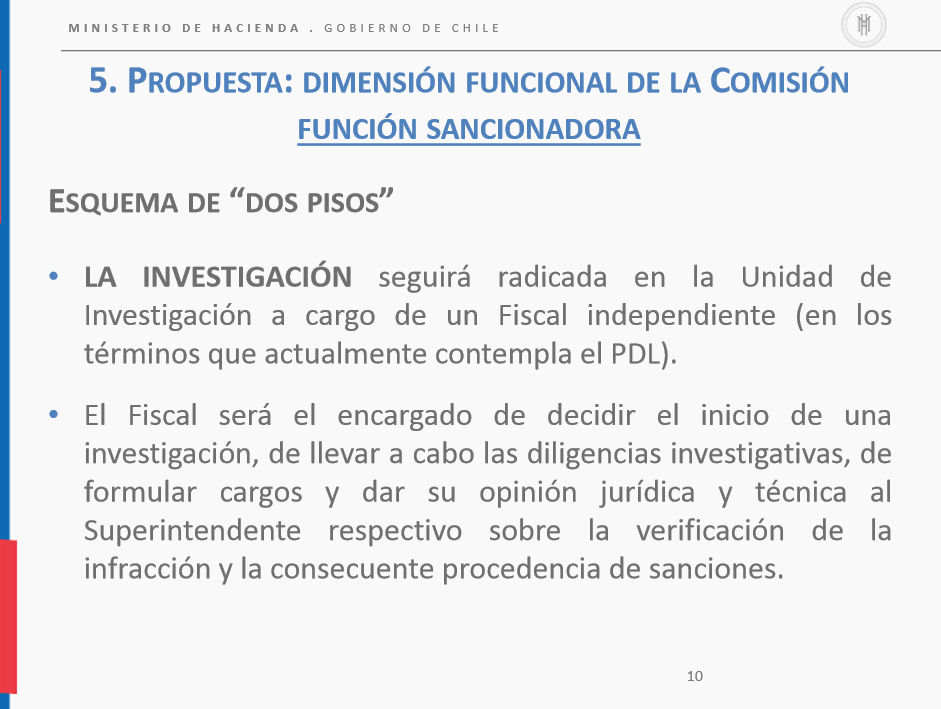 MINISTERIO DE HACIENDA . GOBIERNO DE CHILE
5. PROPUESTA: DIMENSIÓN FUNCIONAL DE LA COMISIÓN
FUNCIÓN SANCIONADORA
ESQUEMA DE “DOS PISOS”
• LA INVESTIGACIÓN seguirá radicada en la Unidad de
Investigación a cargo de un Fiscal independiente (en los
términos que actualmente contempla el PDL).
• El Fiscal será el encargado de decidir el inicio de una
investigación, de llevar a cabo las diligencias investigativas, de
formular cargos y dar su opinión jurídica y técnica al
Superintendente respectivo sobre la verificación de la
infracción y la consecuente procedencia de sanciones.
10